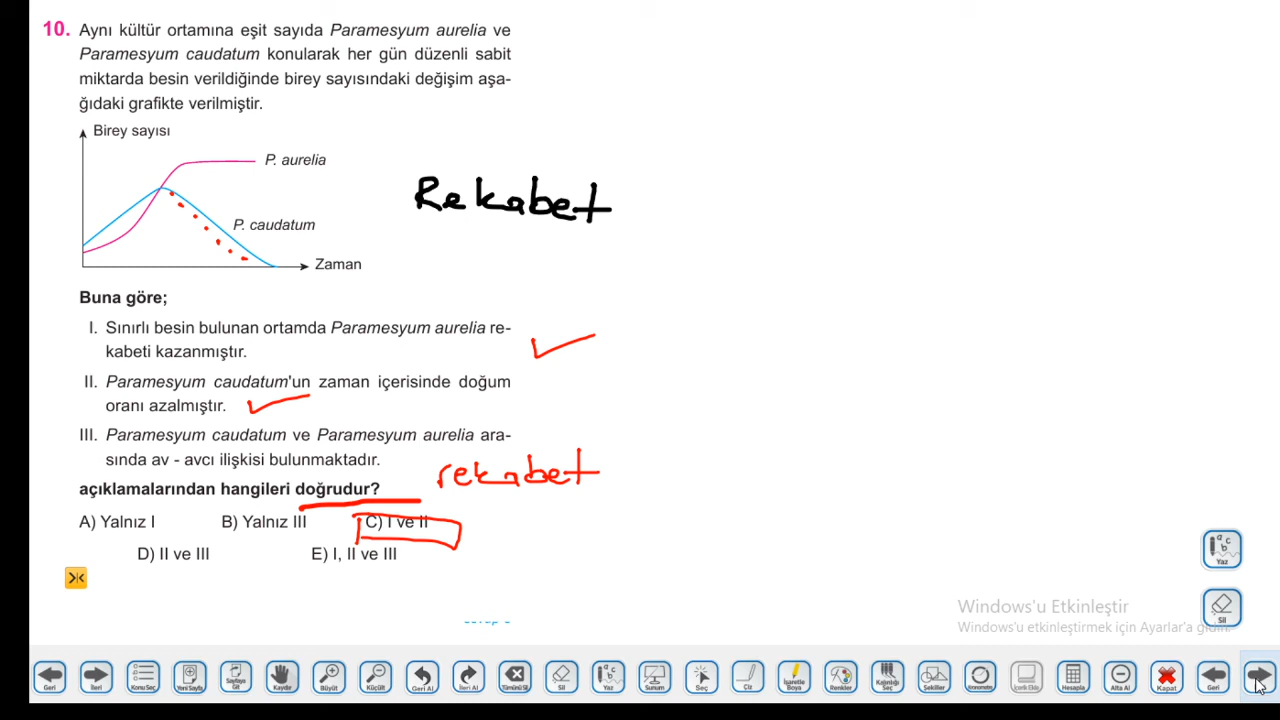 10. Aynı kültür ortamına eşit sayıda Paramesyum aurelia ve
Paramesyum caudatum konularak her gün düzenli sabit
miktarda besin verildiğinde birey sayısındaki değişim aşa-
ğıdaki grafikte verilmiştir.
Birey sayısı
P. aurelia
Rekabet
P. caudatum
Zaman
Buna göre;
I. Sınırlı besin bulunan ortamda Paramesyum aurelia re-
kabeti kazanmıştır.
II. Paramesyum caudatum'un zaman içerisinde doğum
oranı azalmıştır.
III. Paramesyum caudatum ve Paramesyum aurelia ara-
sında av - avcı ilişkisi bulunmaktadır.
rekabet
açıklamalarından hangileri doğrudur?
A) Yalnız I B) Yalnız III C) I ve II
D) II ve III E) I, II ve III
a b c
Yaz
Windows'u Etkinleştir
Windows'u etkinleştirmek için Ayarlar'a gidin.
Sil
Geri İleri Konu Seç Yeni Sayfa Sayfaya Git Kaydır Büyüt Küçült Geri Al İleri Al Tümünü Sil Sil Yaz Sunum Seç Çiz İşaretle Boya Renkler Kalınlığı Seç Şekiller Kronometre İçerik Ekle Hesapla Alta Al Kapat Geri